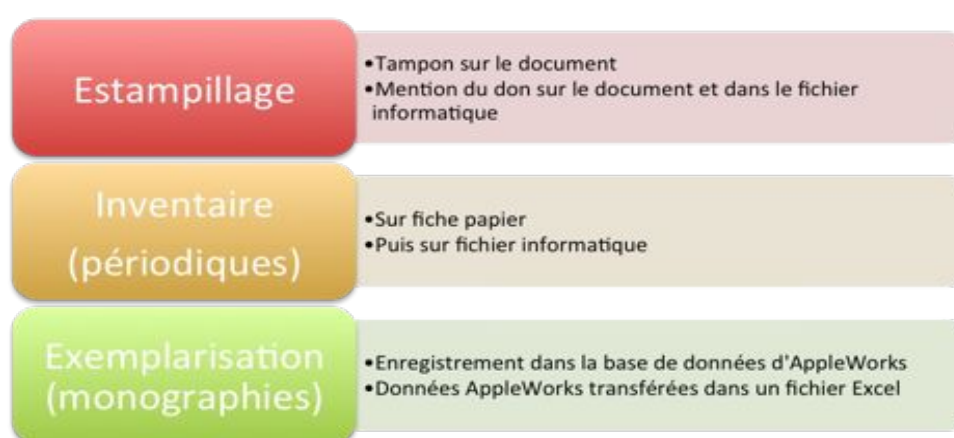 Estampillage
•Tampon sur le document
•Mention du don sur le document et dans le fichier
informatique
Inventaire
(périodiques)
•Sur fiche papier
•Puis sur fichier informatique
Exemplarisation
(monographies)
•Enregistrement dans la base de données d'AppleWorks
•Données AppleWorks transférées dans un fichier Excel